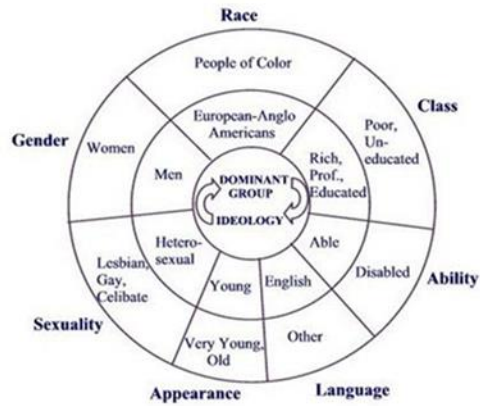 Race
People of Color
European-Anglo
Americans
Class
Poor,
Un-
educated
Rich,
Prof.,
Educated
Gender
Women
Men
DOMINANT
GROUP
IDEOLOGY
Able
Disabled
Ability
Hetero-
sexual
Lesbian,
Gay,
Celibate
Sexuality
Young
English
Very Young,
Old
Other
Appearance
Language